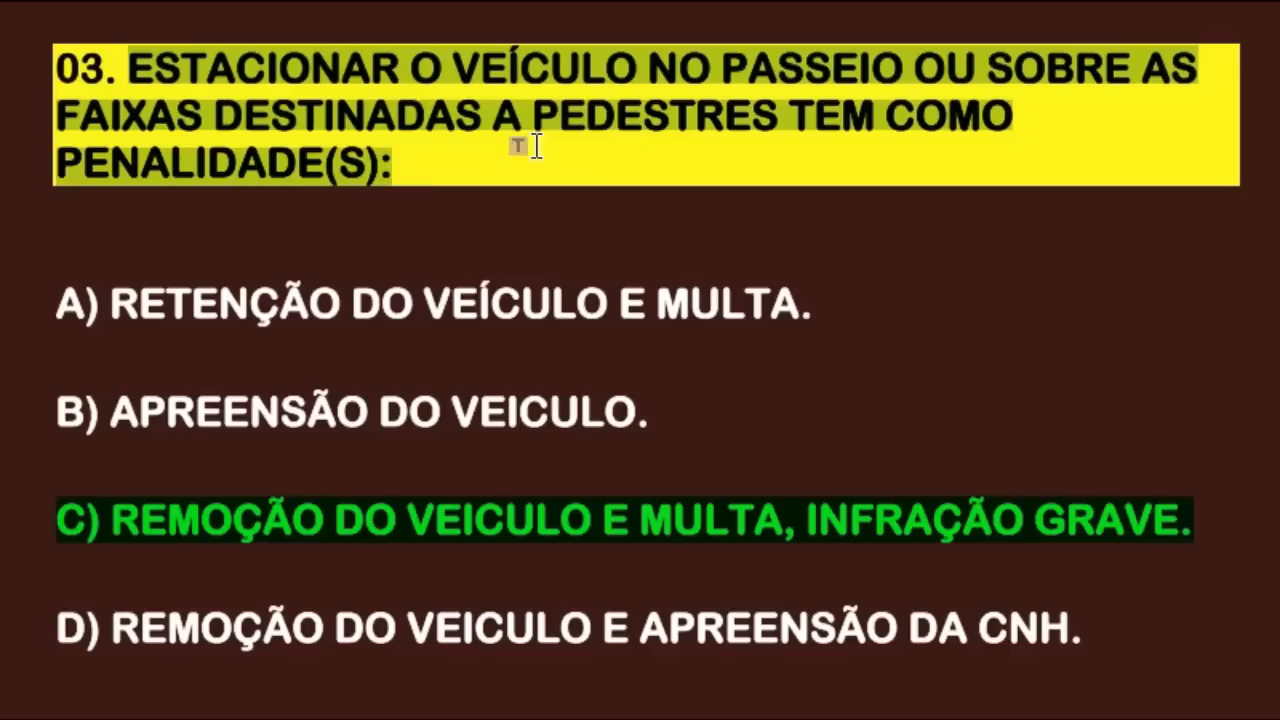 03. ESTACIONAR O VEÍCULO NO PASSEIO OU SOBRE AS
FAIXAS DESTINADAS A PEDESTRES TEM COMO
PENALIDADE(S):
T
A) RETENÇÃO DO VEÍCULO E MULTA.
B) APREENSÃO DO VEICULO.
C) REMOÇÃO DO VEICULO E MULTA, INFRAÇÃO GRAVE.
D) REMOÇÃO DO VEICULO E APREENSÃO DA CNH.